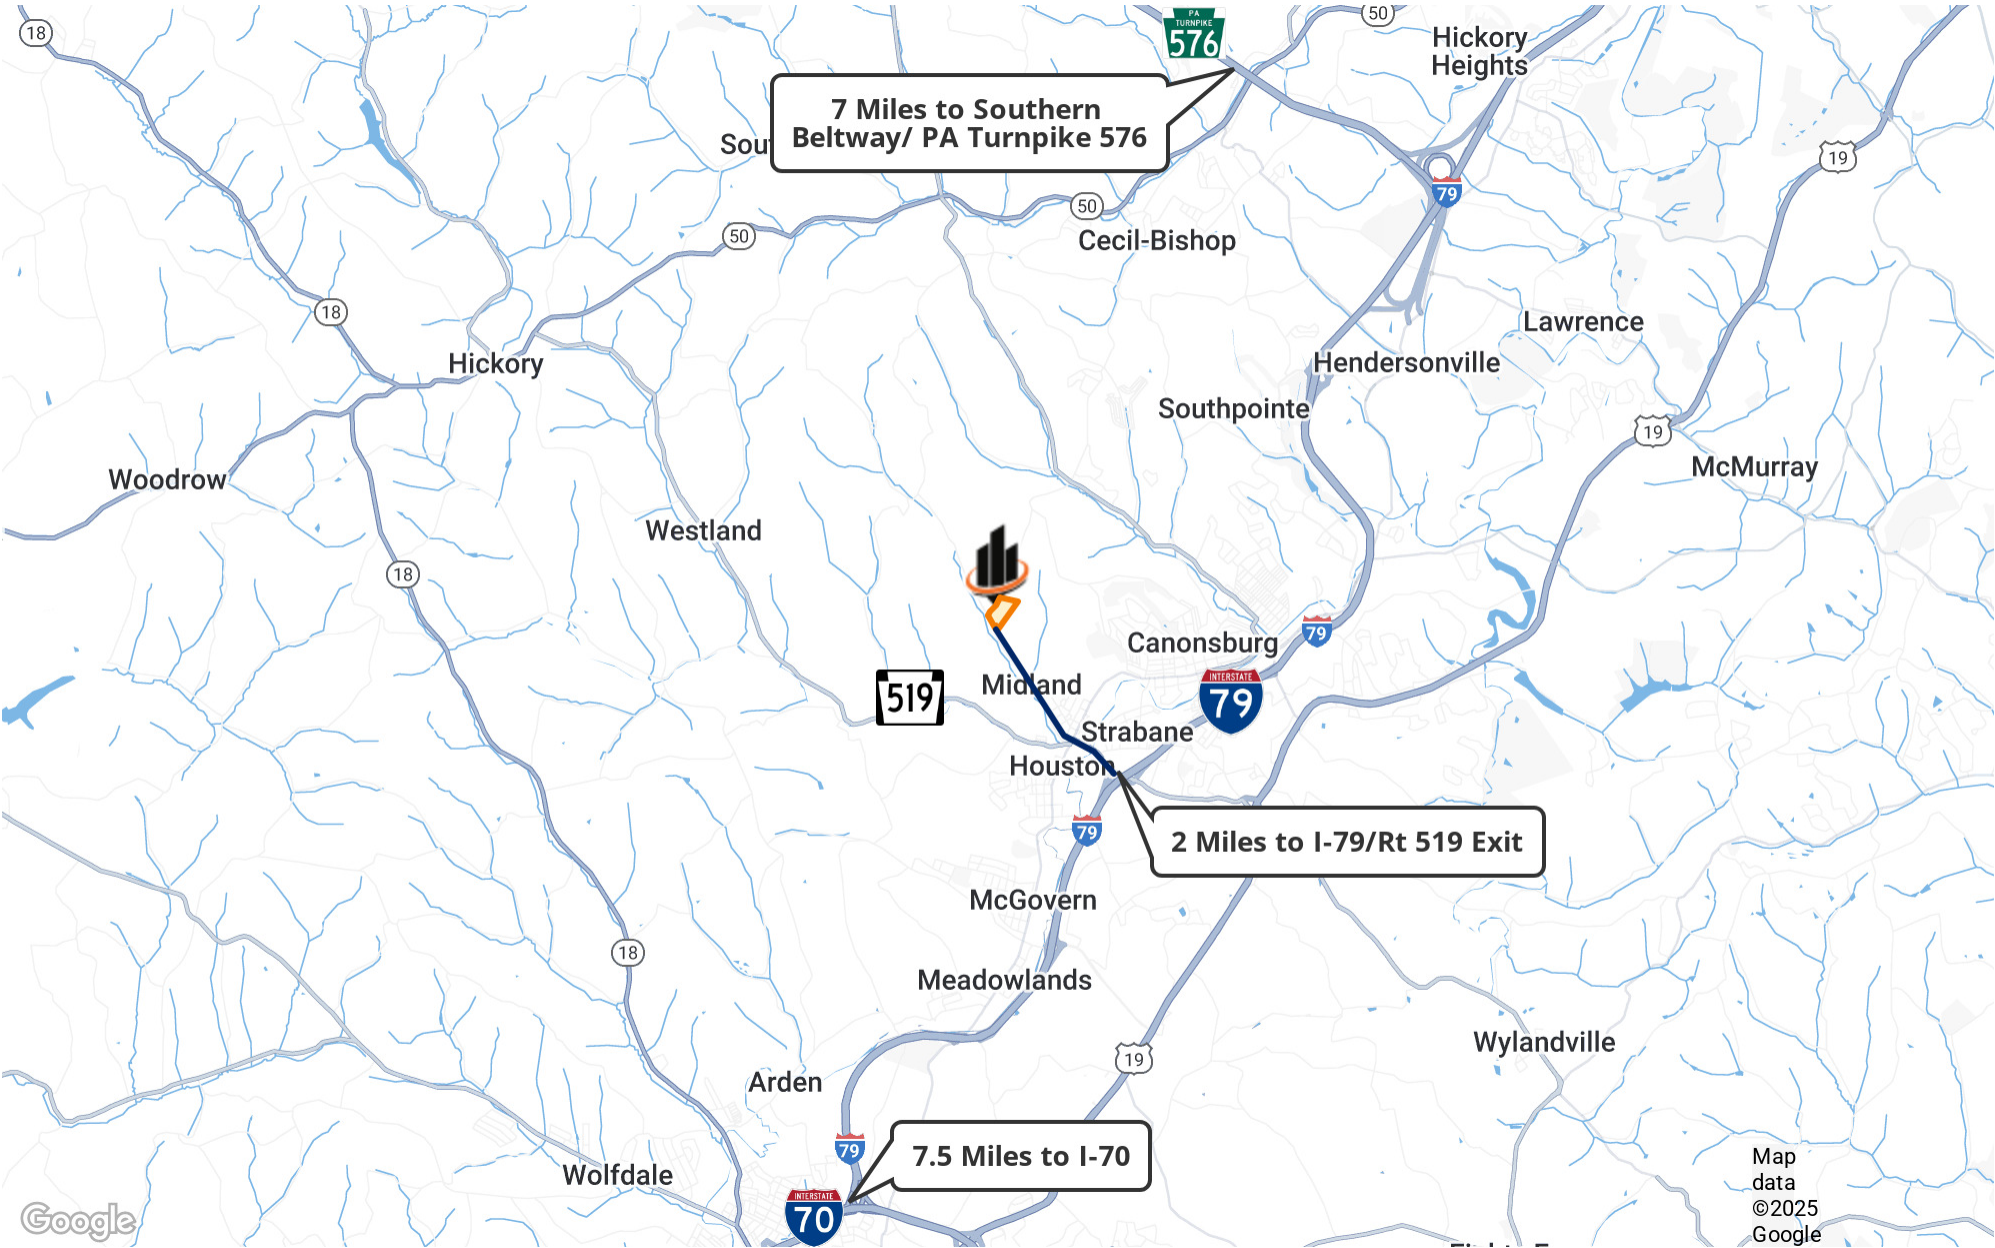 18
PA
TURNPIKE
576
50
Hickory
Heights
7 Miles to Southern
Beltway/ PA Turnpike 576
Sou
19
79
50
50
Cecil-Bishop
18
Lawrence
Hickory
Hendersonville
Southpointe
19
McMurray
Woodrow
Westland
18
79
Canonsburg
Midland
INTERSTATE
79
519
Strabane
Houston
79
2 Miles to I-79/Rt 519 Exit
McGovern
18
Meadowlands
Wylandville
19
Arden
79
7.5 Miles to I-70
Wolfdale
INTERSTATE
70
Map
data
©2025
Google
Google